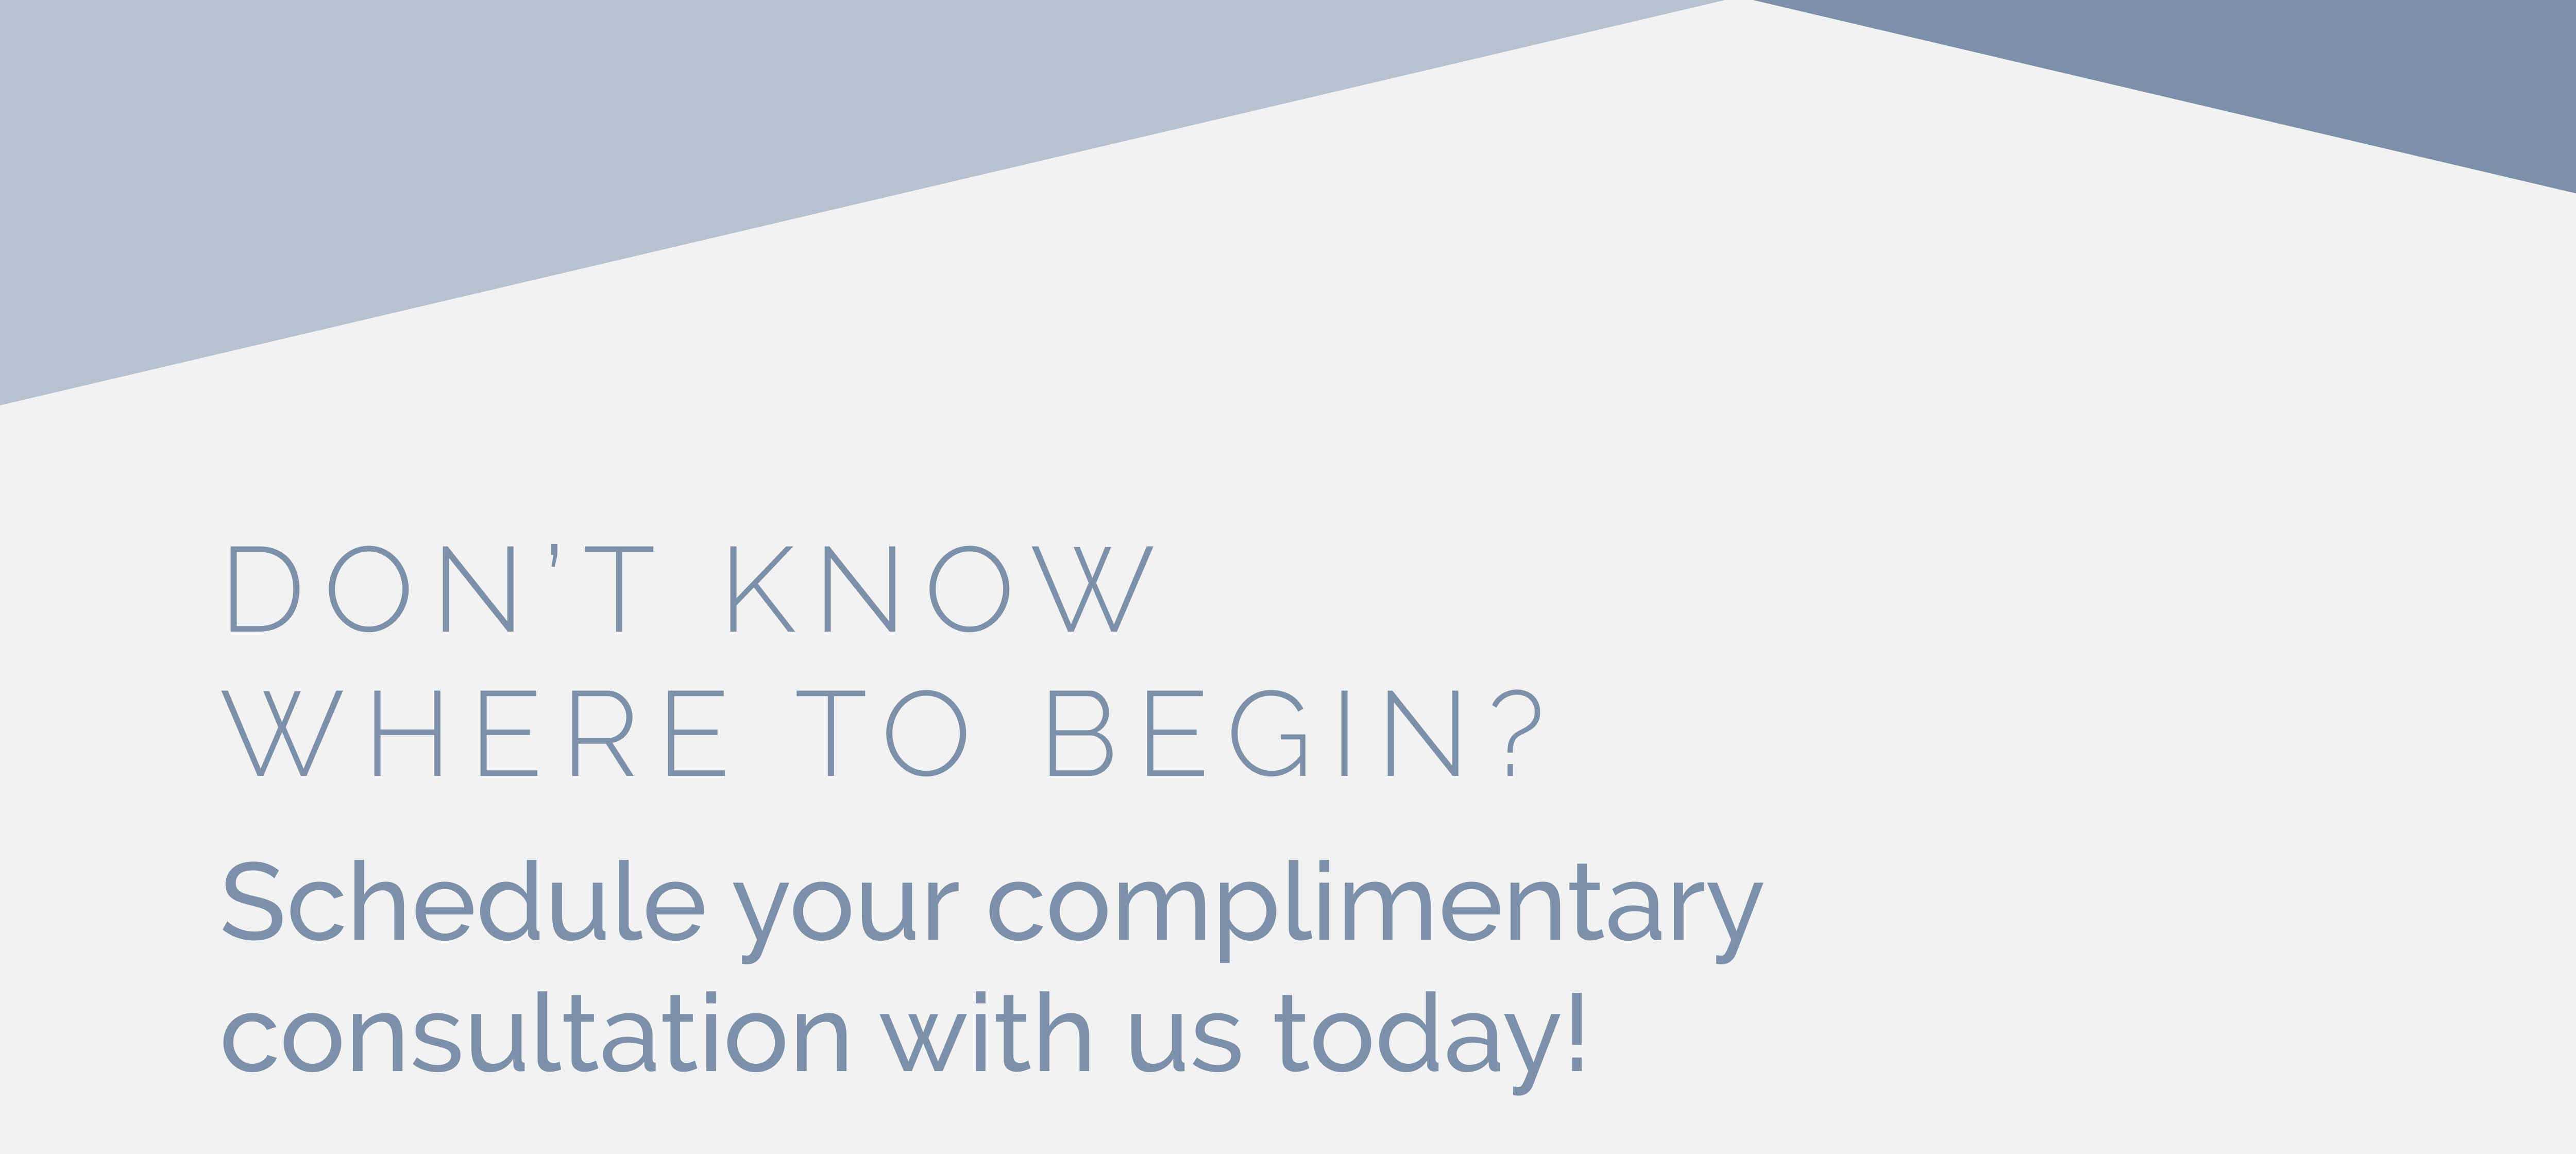 DON’T KNOW
WHERE TO BEGIN?
Schedule your complimentary
consultation with us today!